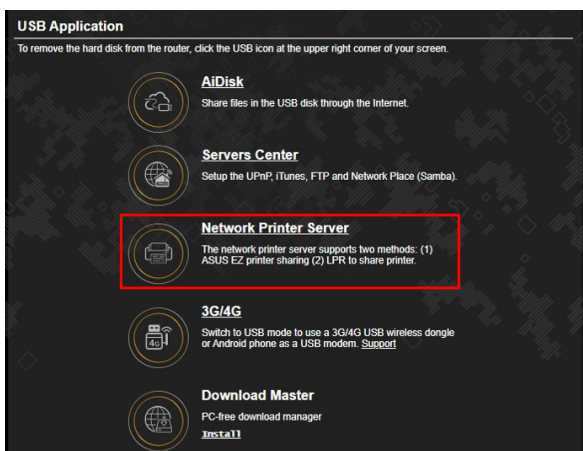 USB Application
To remove the hard disk from the router, click the USB icon at the upper right corner of your screen.
AiDisk
Share files in the USB disk through the Internet.
Servers Center
Setup the UPnP, iTunes, FTP and Network Place (Samba).
Network Printer Server
The network printer server supports two methods: (1)
ASUS EZ printer sharing (2) LPR to share printer.
3G/4G
Switch to USB mode to use a 3G/4G USB wireless dongle
or Android phone as a USB modem. Support
4G
Download Master
PC-free download manager
Install